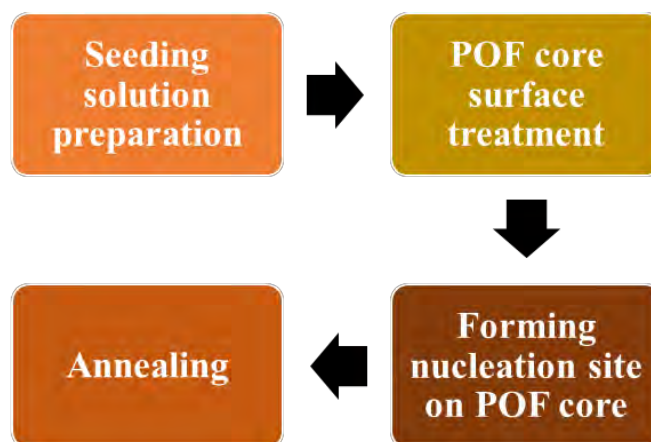 Seeding
solution
preparation
POF core
surface
treatment
Forming
nucleation site
on POF core
Annealing